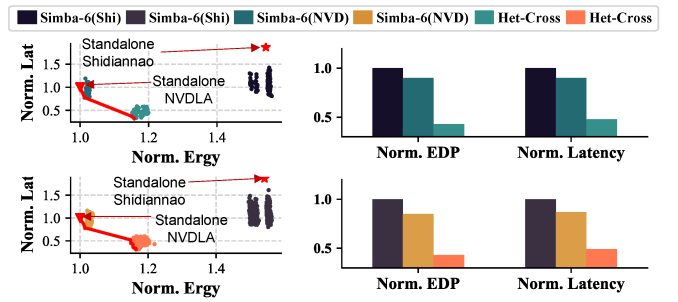 Simba-6(Shi) Simba-6(Shi) Simba-6(NVD) Simba-6(NVD) Het-Cross Het-Cross
Norm. Lat
1.5
1.0
0.5
Standalone
Shidiannao
Standalone
NVDLA
1.0 1.2 1.4
Norm. Ergy
1.0
0.5
Norm. EDP Norm. Latency
Norm. Lat
1.5
1.0
0.5
Standalone
Shidiannao
Standalone
NVDLA
1.0 1.2 1.4
Norm. Ergy
1.0
0.5
Norm. EDP Norm. Latency